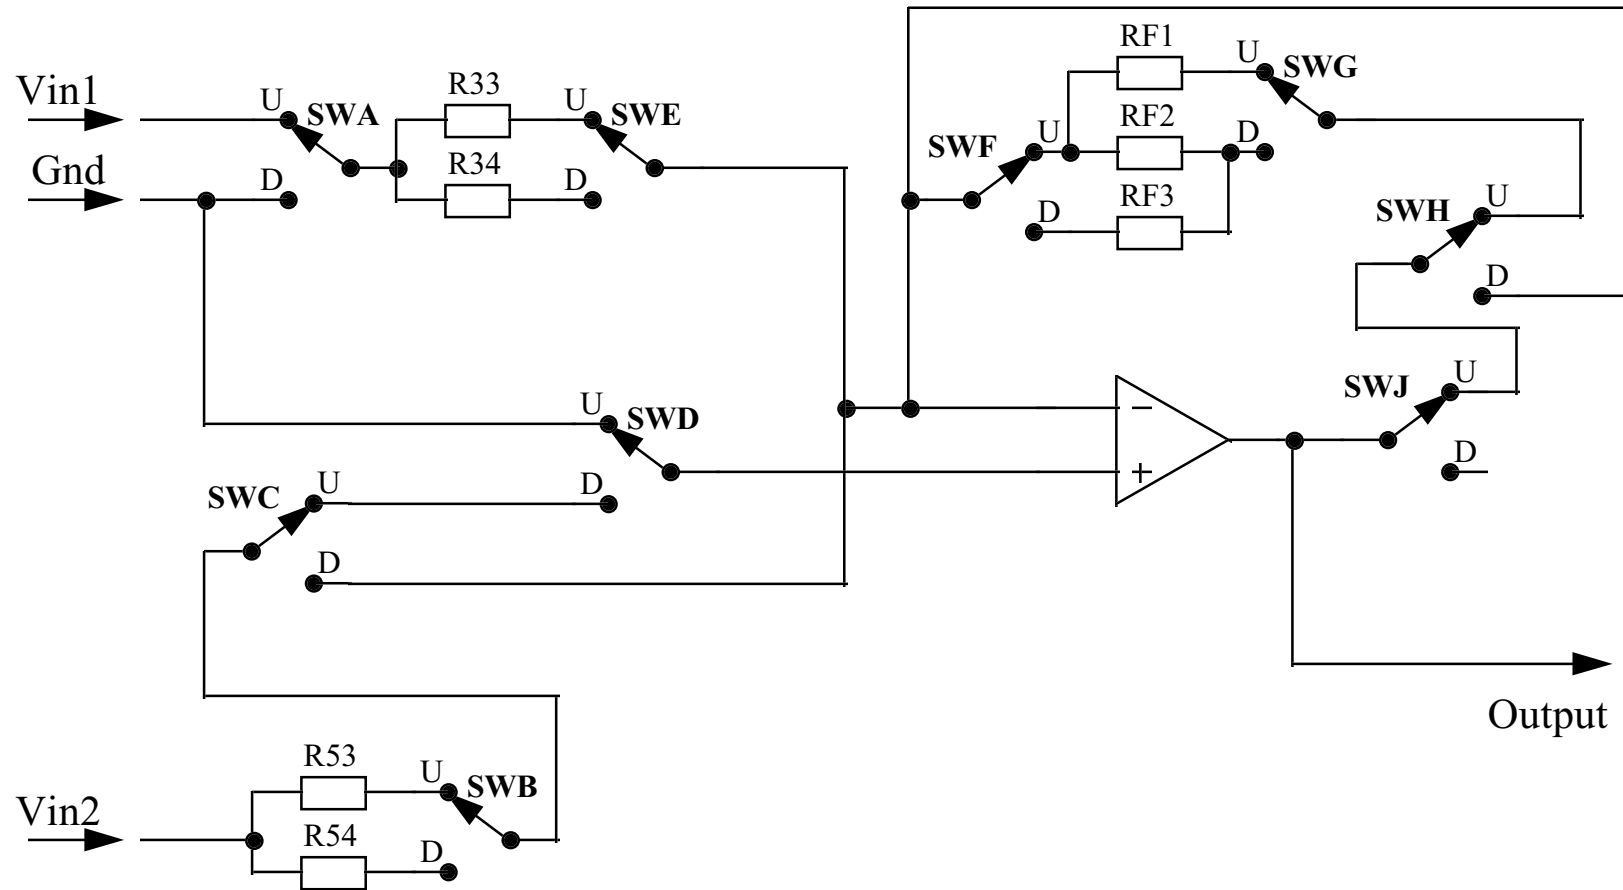 RF1
U SWG
Vin1
R33
U SWA
U SWE
RF2
U D
SWF
Gnd
R34
D
D
RF3
D
SWH U
D
U SWD
SWJ U
−
+
D
U
SWC
D
D
Output
R53
U SWB
Vin2
R54
D